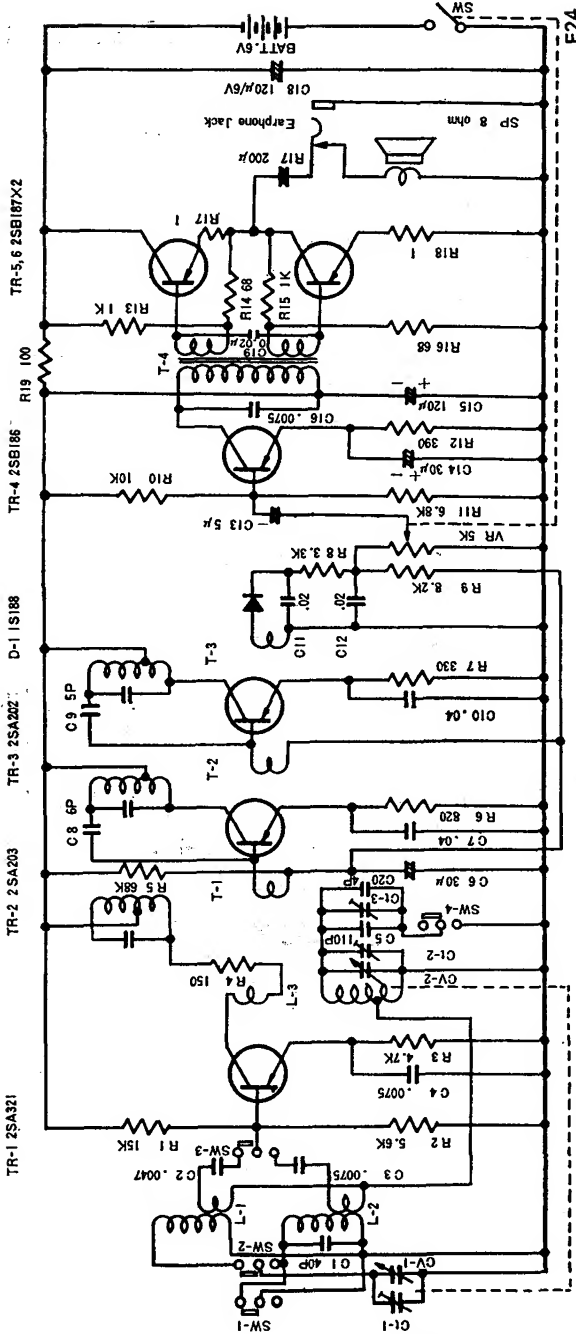 TR-1 2SA321
TR-2 2SA203
TR-3 2SA202
D-1 1S188
TR-4 2SB186
TR-5,6 2SB187X2
R19 100
R1 15K
R5 68K
C8 6P
C9 5P
R10 10K
R13 1K
R17 1
T-4
R14 68
R15 1K
C19 0.02μ
C16 .0075
C18 120μ/6V
BATT. 6V
Earphone Jack
R17 200μ
SP 8 ohm
SW
C2 .0047
SW-3
L-1
L-2
C3 .0075
SW-2
SW-1
C1 40P
Ct-1
CV-1
R2 5.6K
C4 .0075
R3 4.7K
R4 150
L-3
T-1
T-2
T-3
CV-2
Ct-2
C5 110P
Ct-3
C20 4P
SW-4
C6 30μ
C7 .04
R6 820
C10 .04
R7 330
C11 .02
C12 .02
R8 3.3K
R9 8.2K
VR 5K
C13 5μ
R11 6.8K
C14 30μ
R12 390
C15 120μ
R16 68
R18 1
F24